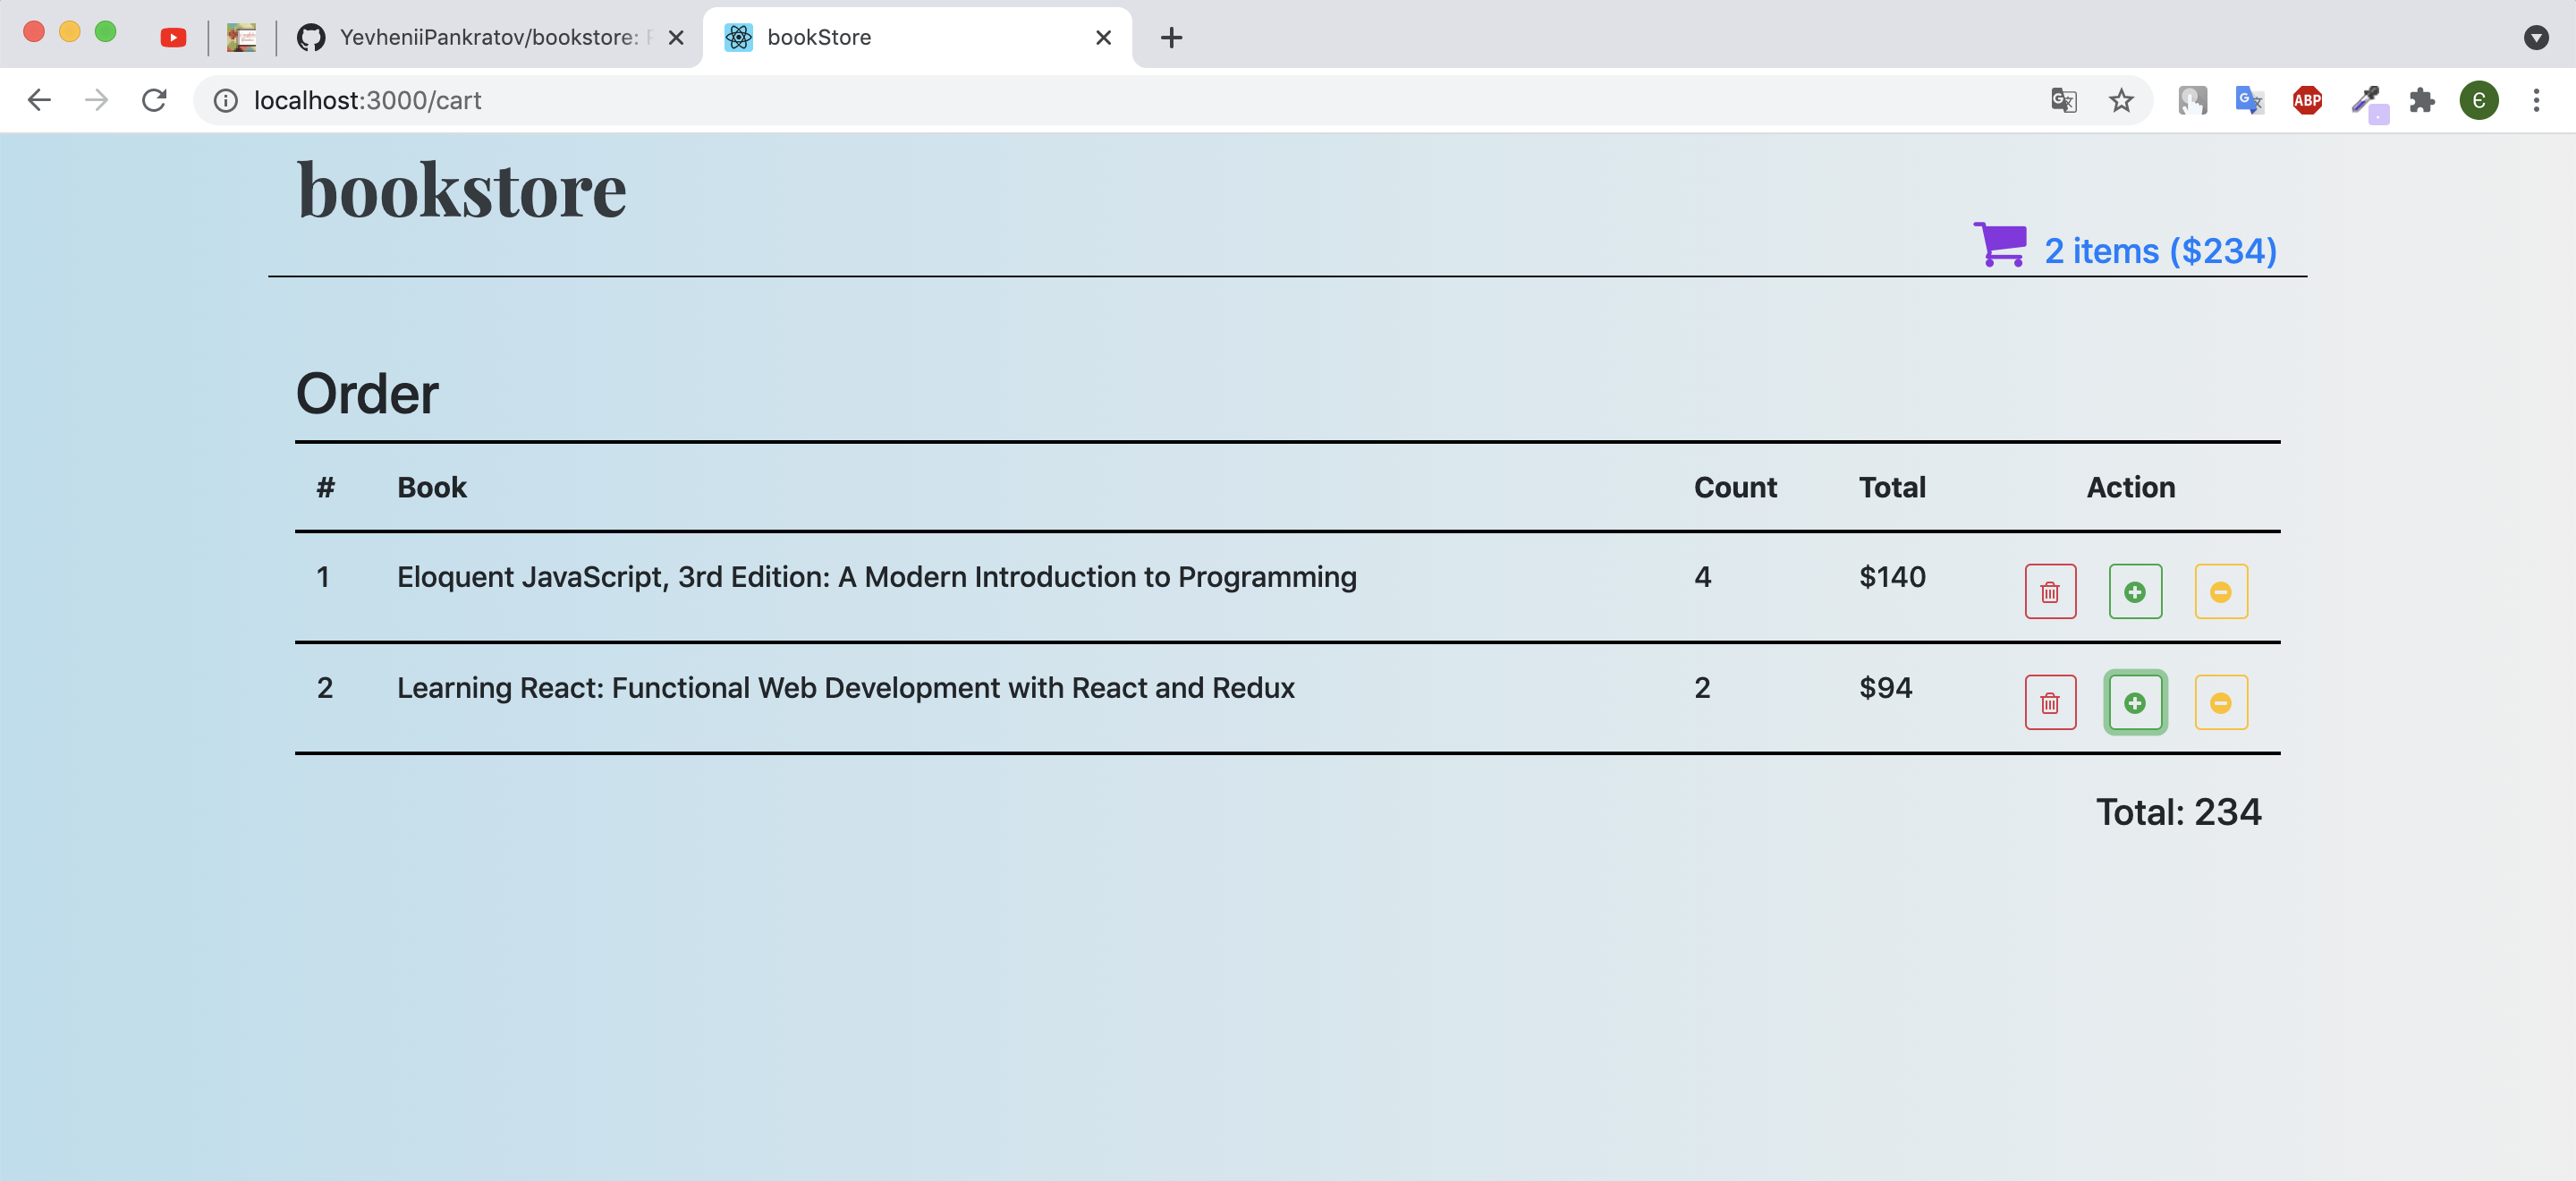 YevheniiPankratov/bookstore:
bookStore
localhost:3000/cart
ABP
є
bookstore
2 items ($234)
Order
# Book Count Total Action
1 Eloquent JavaScript, 3rd Edition: A Modern Introduction to Programming 4 $140
2 Learning React: Functional Web Development with React and Redux 2 $94
Total: 234